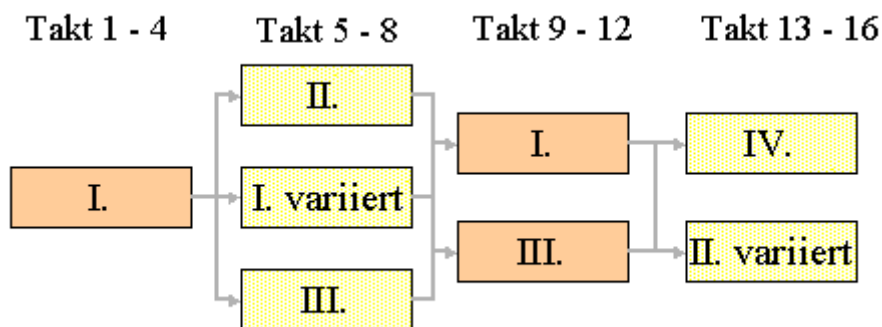 Takt 1 - 4 Takt 5 - 8 Takt 9 - 12 Takt 13 - 16
II.
I. IV.
I. I. variiert
III. II. variiert
III.